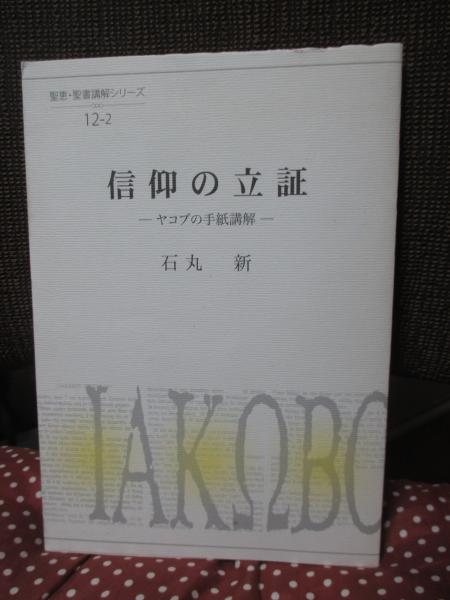 聖恵・聖書講解シリーズ
12-2
信仰の立証
―ヤコブの手紙講解―
石丸 新
IAKΩBO